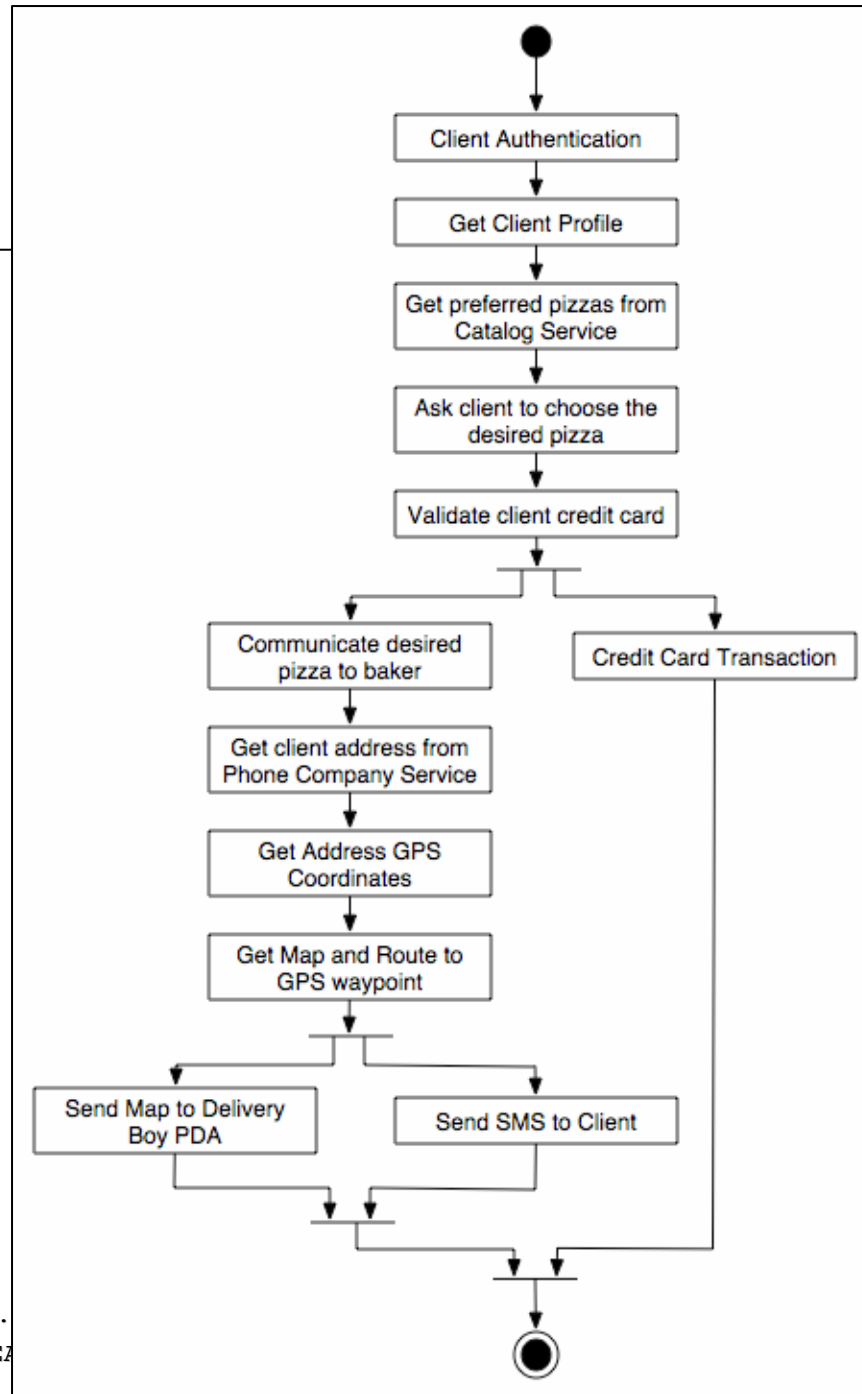 Client Authentication
Get Client Profile
Get preferred pizzas from
Catalog Service
Ask client to choose the
desired pizza
Validate client credit card
Communicate desired
pizza to baker
Credit Card Transaction
Get client address from
Phone Company Service
Get Address GPS
Coordinates
Get Map and Route to
GPS waypoint
Send Map to Delivery
Boy PDA
Send SMS to Client